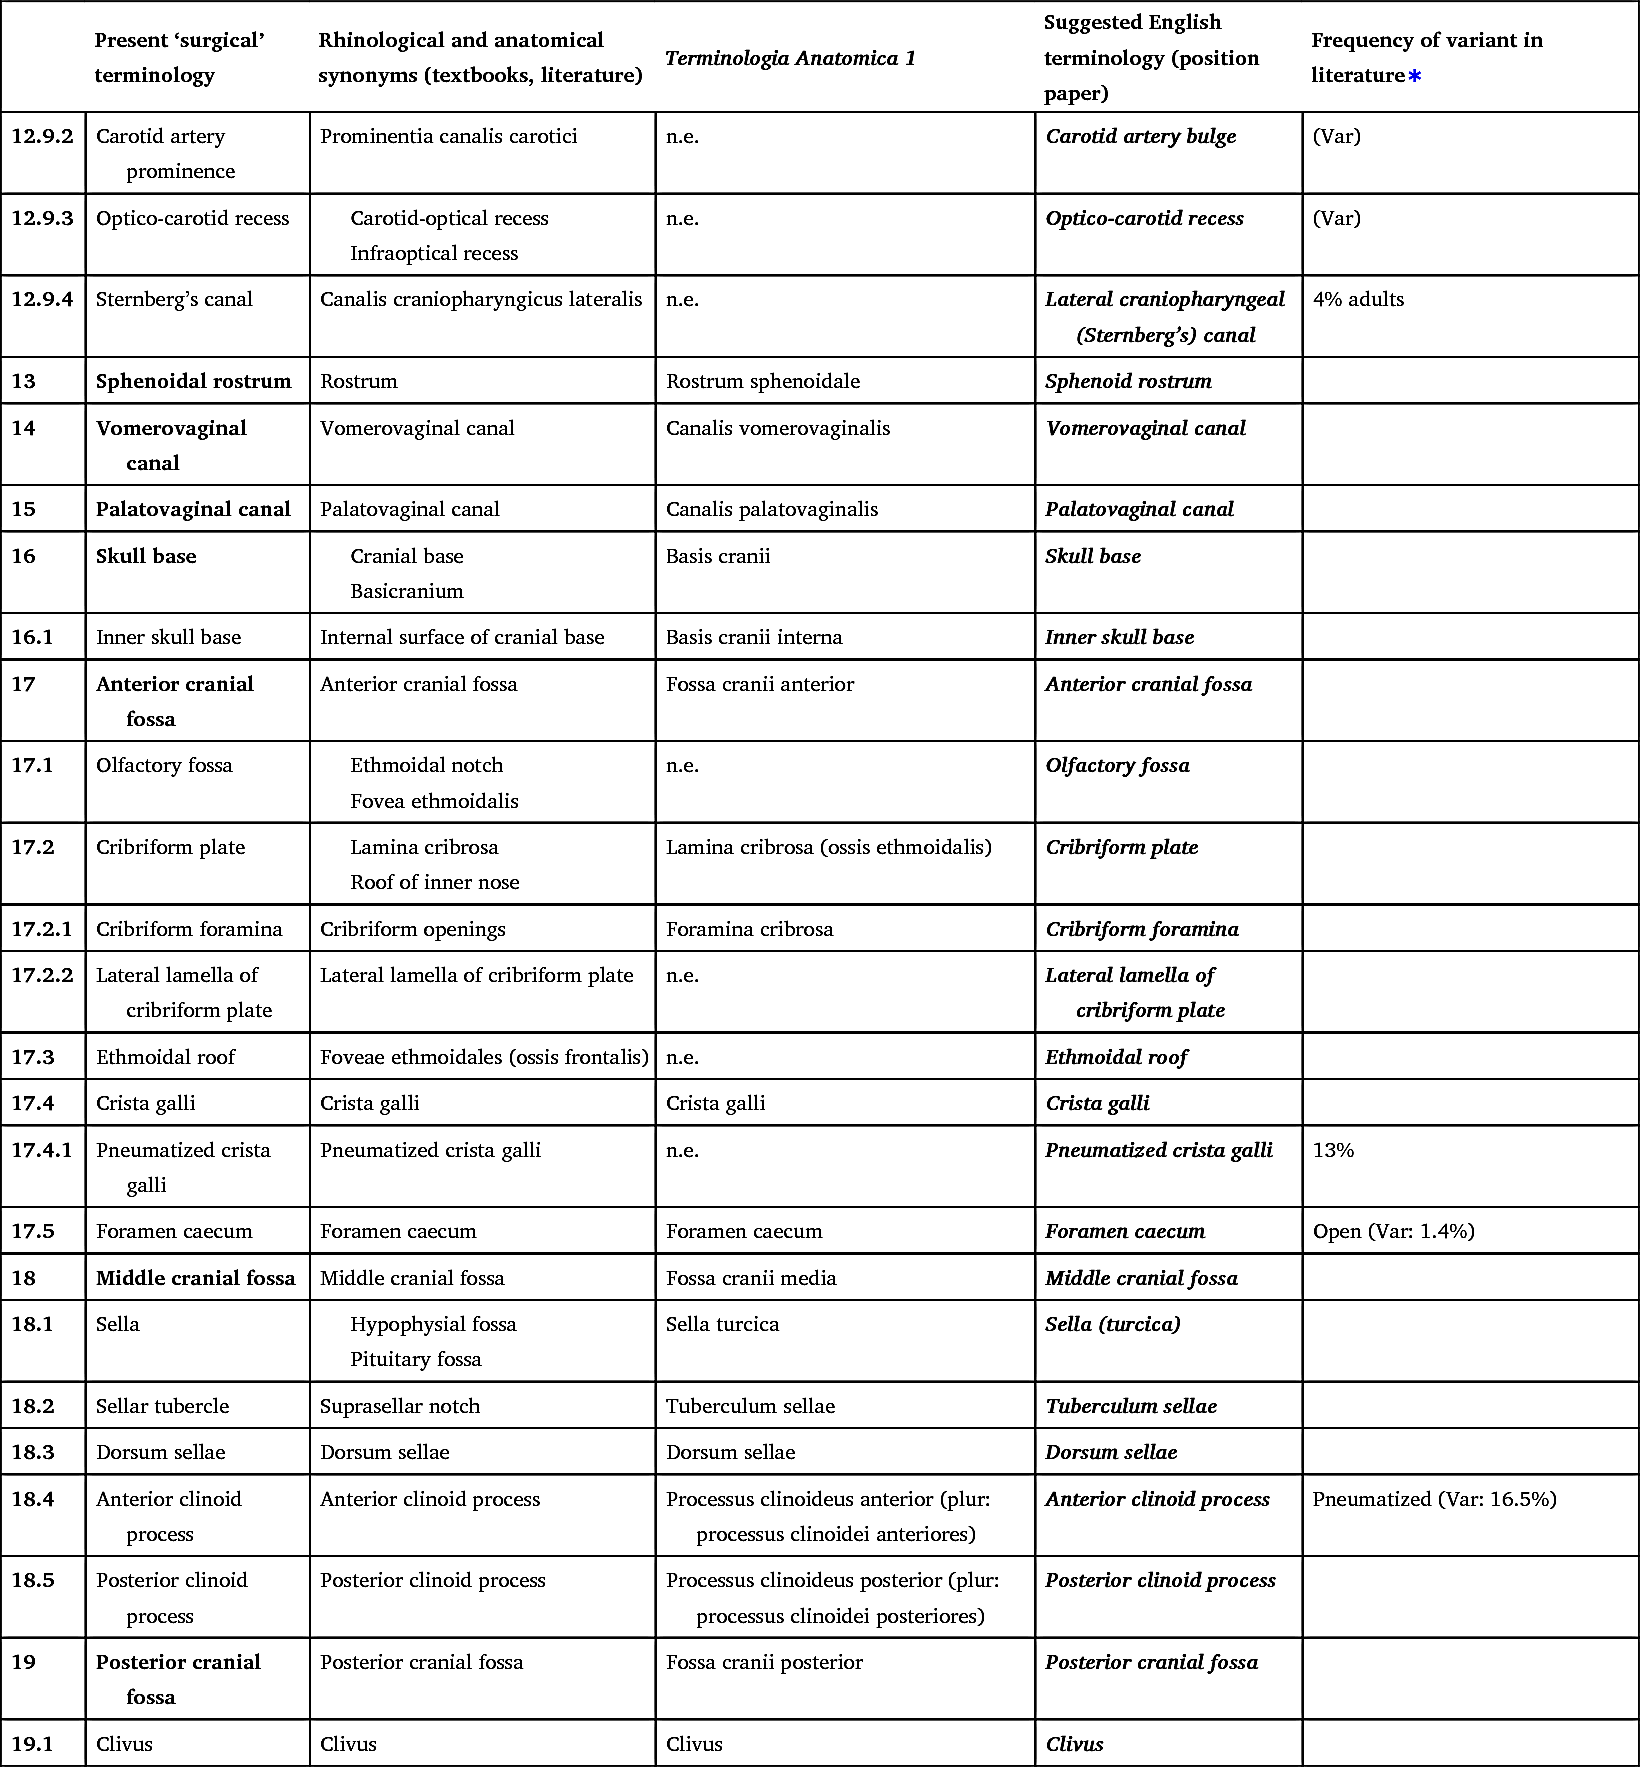 Present ‘surgical’ terminology | Rhinological and anatomical synonyms (textbooks, literature) | Terminologia Anatomica 1 | Suggested English terminology (position paper) | Frequency of variant in literature*
12.9.2 | Carotid artery prominence | Prominentia canalis carotici | n.e. | Carotid artery bulge | (Var)
12.9.3 | Optico-carotid recess | Carotid-optical recess Infraoptical recess | n.e. | Optico-carotid recess | (Var)
12.9.4 | Sternberg’s canal | Canalis craniopharyngicus lateralis | n.e. | Lateral craniopharyngeal (Sternberg’s) canal | 4% adults
13 | Sphenoidal rostrum | Rostrum | Rostrum sphenoidale | Sphenoid rostrum
14 | Vomerovaginal canal | Vomerovaginal canal | Canalis vomerovaginalis | Vomerovaginal canal
15 | Palatovaginal canal | Palatovaginal canal | Canalis palatovaginalis | Palatovaginal canal
16 | Skull base | Cranial base Basicranium | Basis cranii | Skull base
16.1 | Inner skull base | Internal surface of cranial base | Basis cranii interna | Inner skull base
17 | Anterior cranial fossa | Anterior cranial fossa | Fossa cranii anterior | Anterior cranial fossa
17.1 | Olfactory fossa | Ethmoidal notch Fovea ethmoidalis | n.e. | Olfactory fossa
17.2 | Cribriform plate | Lamina cribrosa Roof of inner nose | Lamina cribrosa (ossis ethmoidalis) | Cribriform plate
17.2.1 | Cribriform foramina | Cribriform openings | Foramina cribrosa | Cribriform foramina
17.2.2 | Lateral lamella of cribriform plate | Lateral lamella of cribriform plate | n.e. | Lateral lamella of cribriform plate
17.3 | Ethmoidal roof | Foveae ethmoidales (ossis frontalis) | n.e. | Ethmoidal roof
17.4 | Crista galli | Crista galli | Crista galli | Crista galli
17.4.1 | Pneumatized crista galli | Pneumatized crista galli | n.e. | Pneumatized crista galli | 13%
17.5 | Foramen caecum | Foramen caecum | Foramen caecum | Foramen caecum | Open (Var: 1.4%)
18 | Middle cranial fossa | Middle cranial fossa | Fossa cranii media | Middle cranial fossa
18.1 | Sella | Hypophysial fossa Pituitary fossa | Sella turcica | Sella (turcica)
18.2 | Sellar tubercle | Suprasellar notch | Tuberculum sellae | Tuberculum sellae
18.3 | Dorsum sellae | Dorsum sellae | Dorsum sellae | Dorsum sellae
18.4 | Anterior clinoid process | Anterior clinoid process | Processus clinoideus anterior (plur: processus clinoidei anteriores) | Anterior clinoid process | Pneumatized (Var: 16.5%)
18.5 | Posterior clinoid process | Posterior clinoid process | Processus clinoideus posterior (plur: processus clinoidei posteriores) | Posterior clinoid process
19 | Posterior cranial fossa | Posterior cranial fossa | Fossa cranii posterior | Posterior cranial fossa
19.1 | Clivus | Clivus | Clivus | Clivus